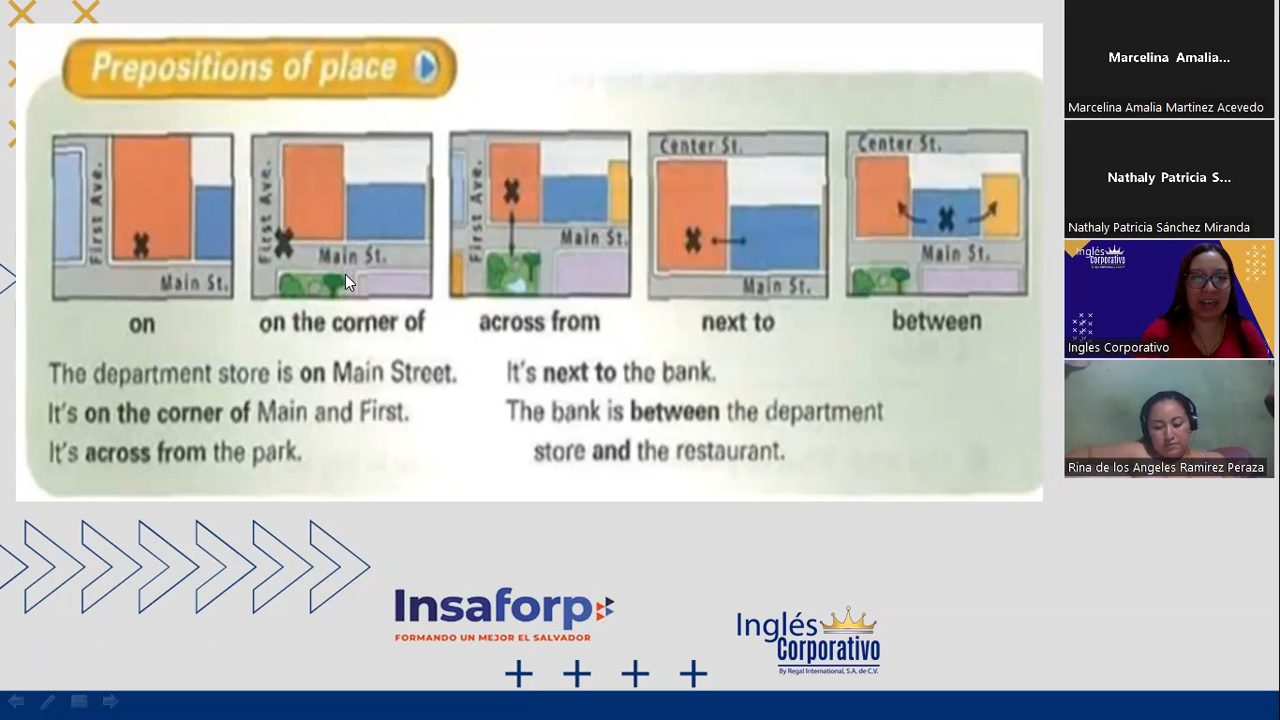 Prepositions of place
First Ave.
Main St.
First Ave.
Main St.
First Ave.
Main St.
Center St.
Main St.
Center St.
Main St.
on
on the corner of
across from
next to
between
The department store is on Main Street.
It's on the corner of Main and First.
It's across from the park.
It's next to the bank.
The bank is between the department
store and the restaurant.
Insaforp
FORMANDO UN MEJOR EL SALVADOR
Inglés
Corporativo
By Regal International, S.A. de C.V.
Marcelina Amalia...
Marcelina Amalia Martinez Acevedo
Nathaly Patricia S...
Nathaly Patricia Sánchez Miranda
Inglés
Corporativo
Ingles Corporativo
Rina de los Angeles Ramirez Peraza